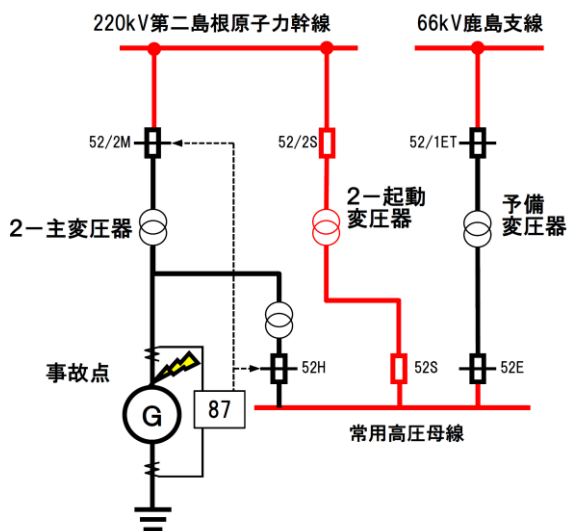 220kV第二島根原子力幹線
66kV鹿島支線
52/2M
52/2S
52/1ET
2－主変圧器
2－起動
変圧器
予備
変圧器
事故点
52H
52S
52E
87
G
常用高圧母線